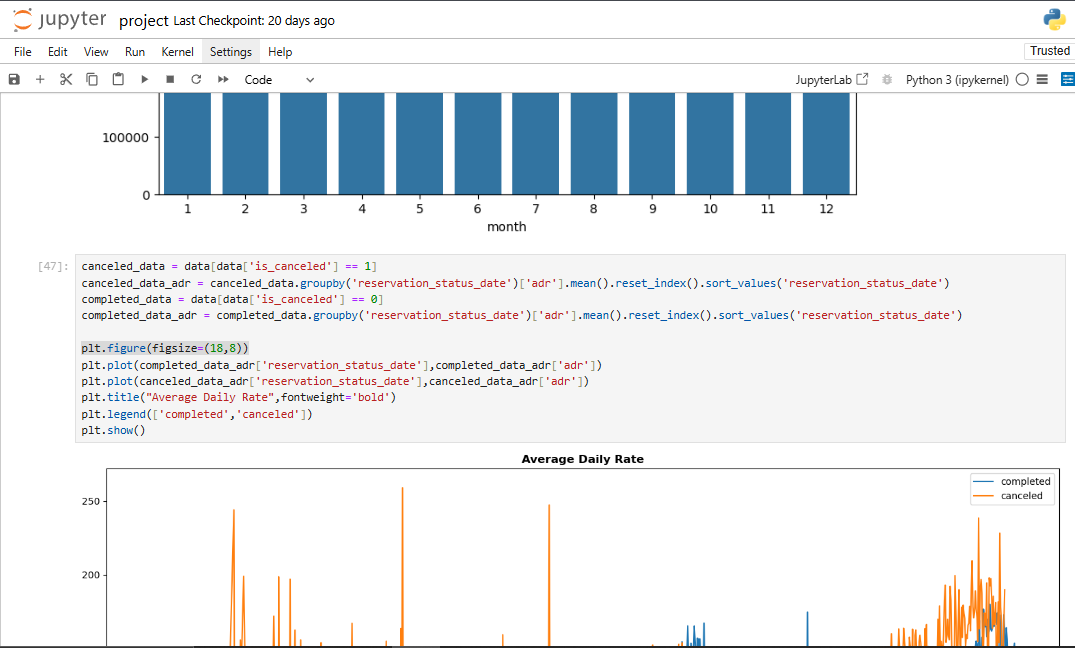 jupyter project Last Checkpoint: 20 days ago
File Edit View Run Kernel Settings Help Trusted
Code JupyterLab Python 3 (ipykernel)
100000
0
1 2 3 4 5 6 7 8 9 10 11 12
month
[47]: canceled_data = data[data['is_canceled'] == 1]
canceled_data_adr = canceled_data.groupby('reservation_status_date')['adr'].mean().reset_index().sort_values('reservation_status_date')
completed_data = data[data['is_canceled'] == 0]
completed_data_adr = completed_data.groupby('reservation_status_date')['adr'].mean().reset_index().sort_values('reservation_status_date')
plt.figure(figsize=(18,8))
plt.plot(completed_data_adr['reservation_status_date'],completed_data_adr['adr'])
plt.plot(canceled_data_adr['reservation_status_date'],canceled_data_adr['adr'])
plt.title("Average Daily Rate",fontweight='bold')
plt.legend(['completed','canceled'])
plt.show()
Average Daily Rate
completed
canceled
250
200